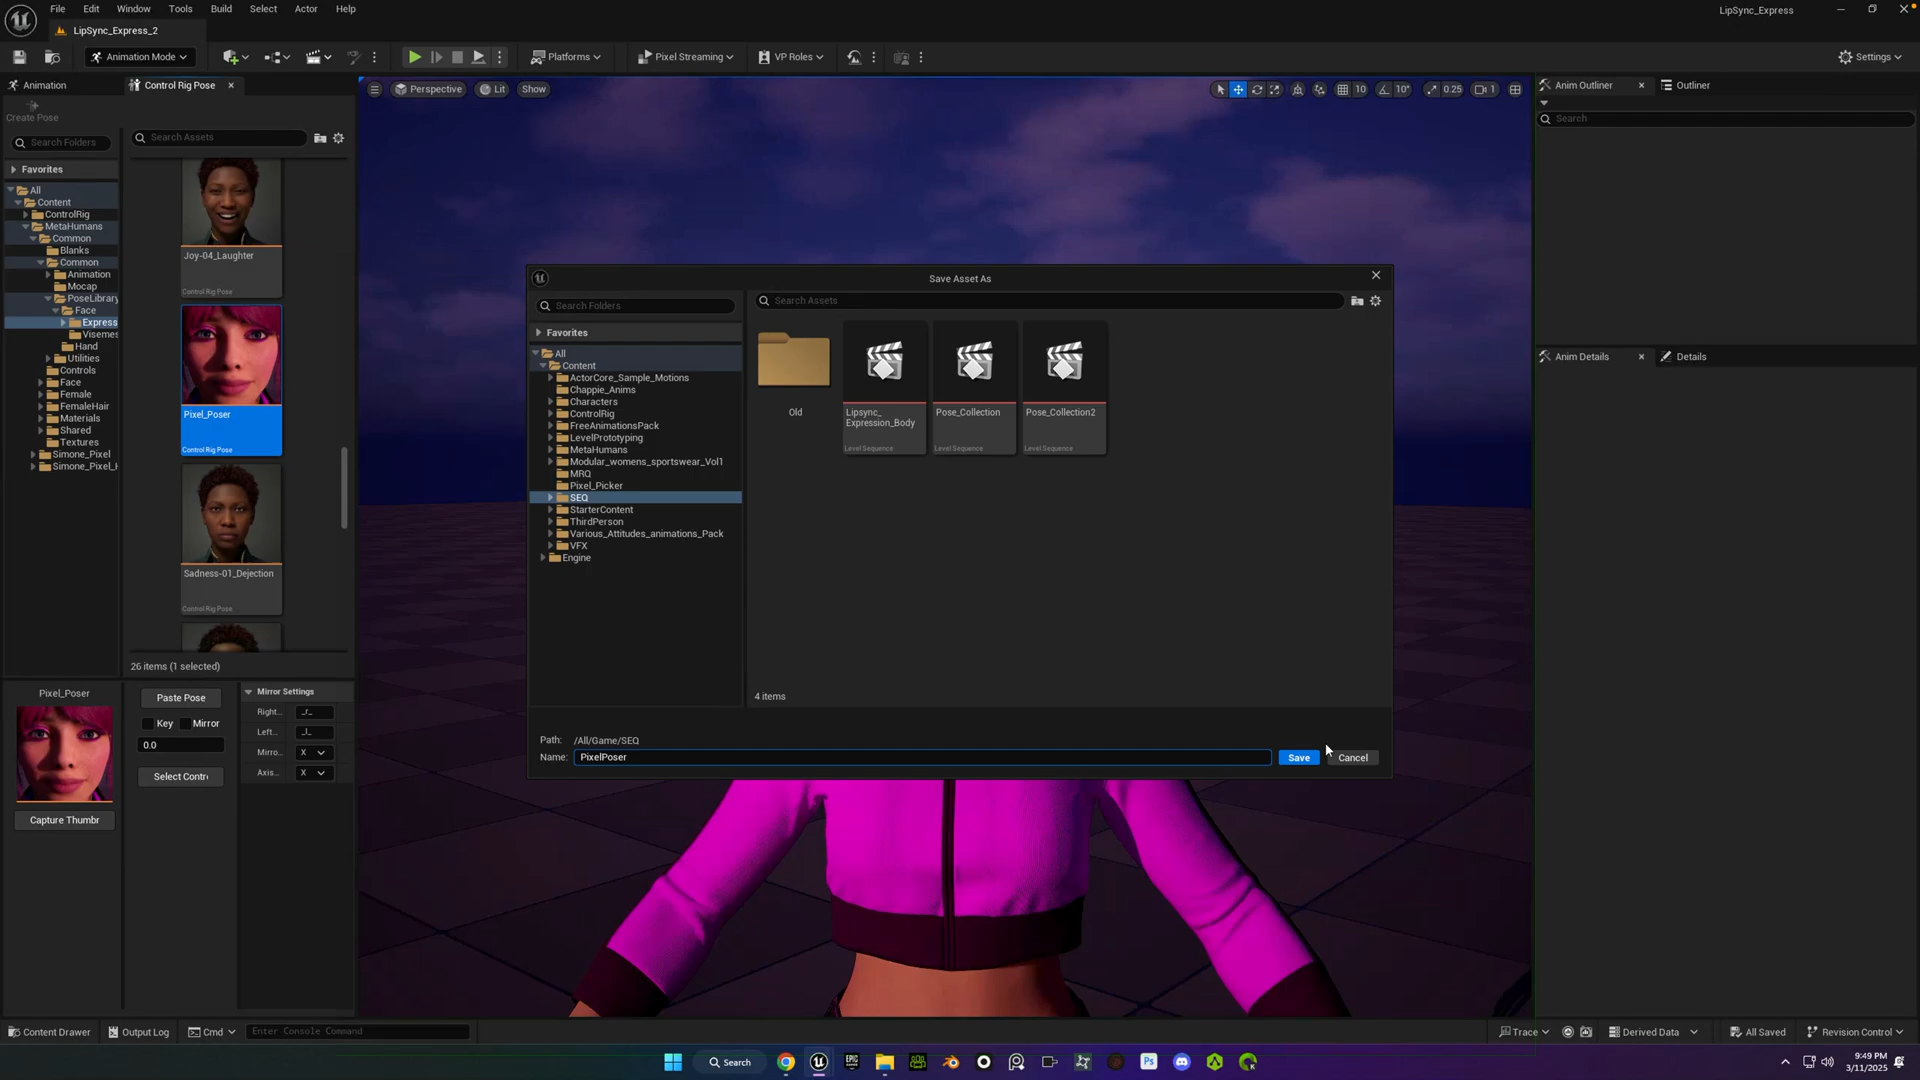 File Edit Window Tools Build Select Actor Help
LipSync_Express
LipSync_Express_2
Animation Mode
Platforms
Pixel Streaming
VP Roles
Settings
Animation
Control Rig Pose
Create Pose
Search Folders
Search Assets
Favorites
All
Content
ControlRig
MetaHumans
Common
Blanks
Common
Animation
Mocap
PoseLibrary
Face
Express
Visemes
Hand
Utilities
Controls
Face
Female
FemaleHair
Materials
Shared
Textures
Simone_Pixel
Simone_Pixel_H
Joy-04_Laughter
Control Rig Pose
Pixel_Poser
Control Rig Pose
Sadness-01_Dejection
Control Rig Pose
26 items (1 selected)
Pixel_Poser
Capture Thumbr
Paste Pose
Key Mirror
0.0
Select Contr
Mirror Settings
Right... _r_
Left... _l_
Mirro... X
Axis... X
Perspective Lit Show
10 10° 0.25 1
Save Asset As
Search Folders
Search Assets
Favorites
All
Content
ActorCore_Sample_Motions
Chappie_Anims
Characters
ControlRig
FreeAnimationsPack
LevelPrototyping
MetaHumans
Modular_womens_sportswear_Vol1
MRQ
Pixel_Picker
SEQ
StarterContent
ThirdPerson
Various_Attitudes_animations_Pack
VFX
Engine
Old
Lipsync_
Expression_Body
Level Sequence
Pose_Collection
Level Sequence
Pose_Collection2
Level Sequence
4 items
Path: /All/Game/SEQ
Name: PixelPoser
Save Cancel
Anim Outliner
Outliner
Search
Anim Details
Details
Content Drawer
Output Log
Cmd
Enter Console Command
Trace
Derived Data
All Saved
Revision Control
Search
Ps
9:49 PM
3/11/2025